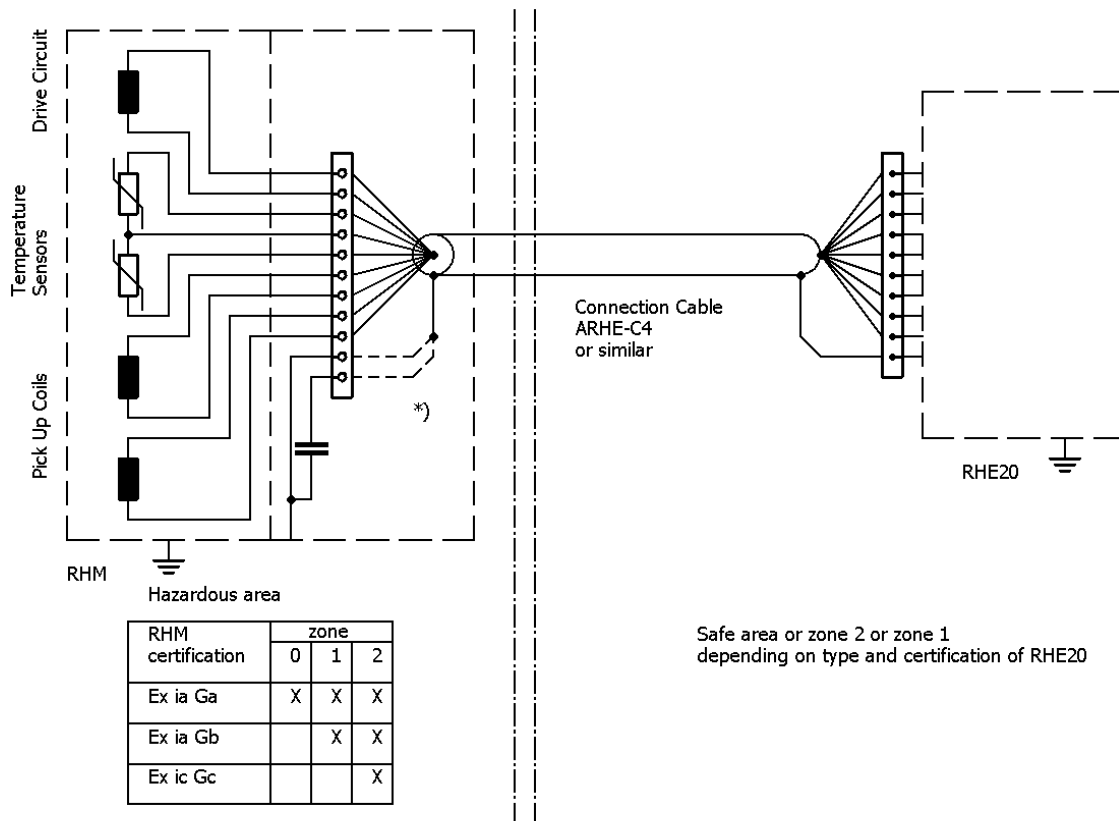 Drive Circuit
Temperature
Sensors
Pick Up Coils
Connection Cable
ARHE-C4
or similar
*)
RHE20
RHM
Hazardous area
RHM
certification
zone
0 1 2
Ex ia Ga X X X
Ex ia Gb X X
Ex ic Gc X
Safe area or zone 2 or zone 1
depending on type and certification of RHE20